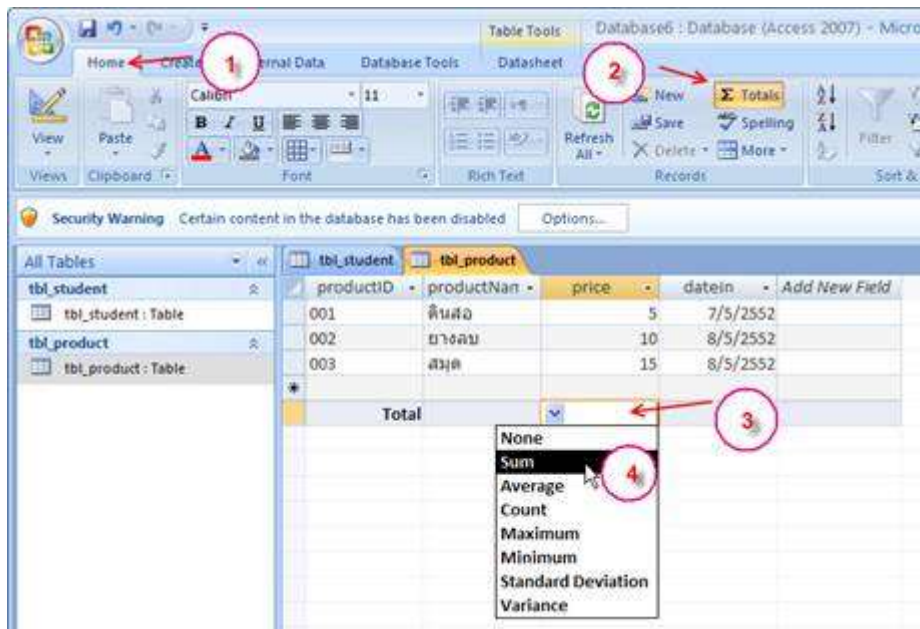 Table Tools Database6 : Database (Access 2007) - Micro
Home Create External Data Database Tools Datasheet
1
2
View Paste Calibri 11 B I U A Refresh All New Save Delete Σ Totals Spelling More Filter
Views Clipboard Font Rich Text Records Sort &
Security Warning Certain content in the database has been disabled Options...
All Tables
tbl_student
tbl_student : Table
tbl_product
tbl_product : Table
tbl_student tbl_product
productID productNan price datein Add New Field
001 ดินสอ 5 7/5/2552
002 ยางลบ 10 8/5/2552
003 สมุด 15 8/5/2552
Total
3
None
Sum
4
Average
Count
Maximum
Minimum
Standard Deviation
Variance